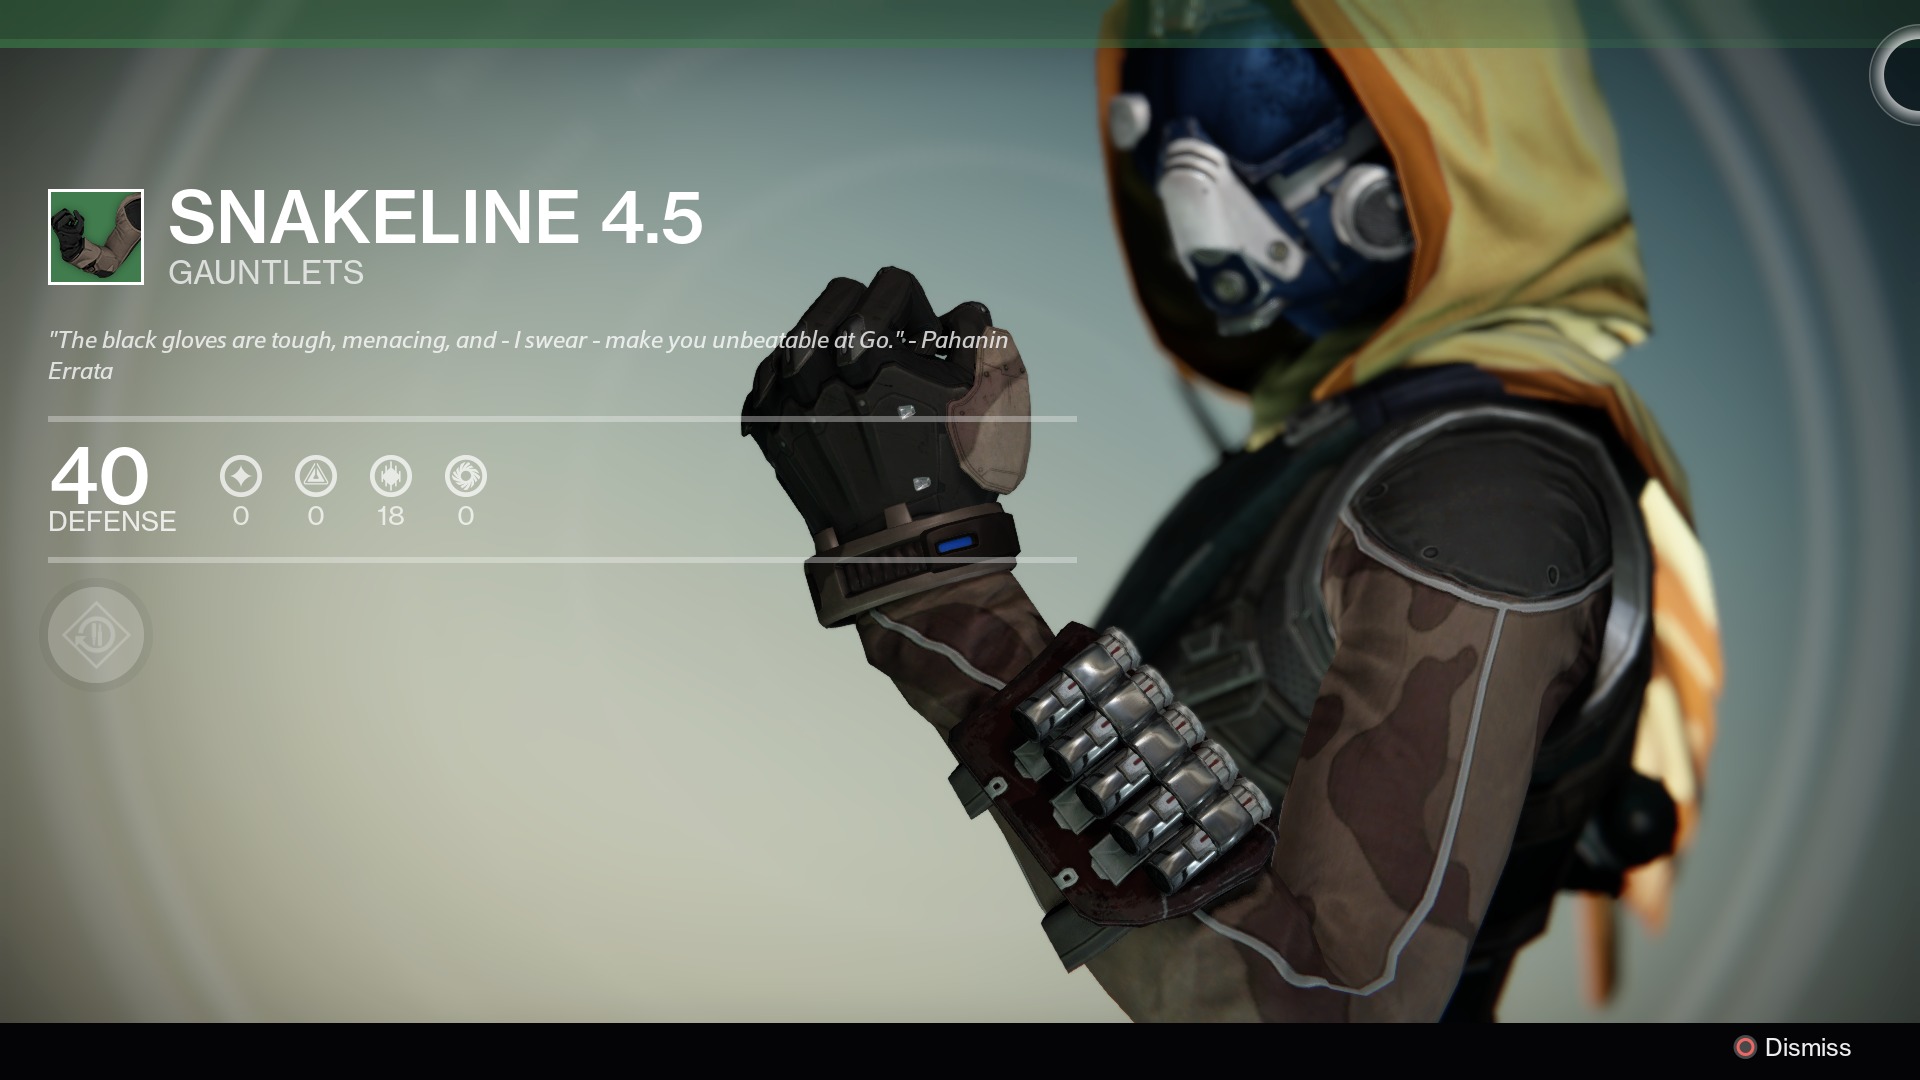 SNAKELINE 4.5
GAUNTLETS
"The black gloves are tough, menacing, and - I swear - make you unbeatable at Go." - Pahanin
Errata
40
DEFENSE
0 0 18 0
Dismiss